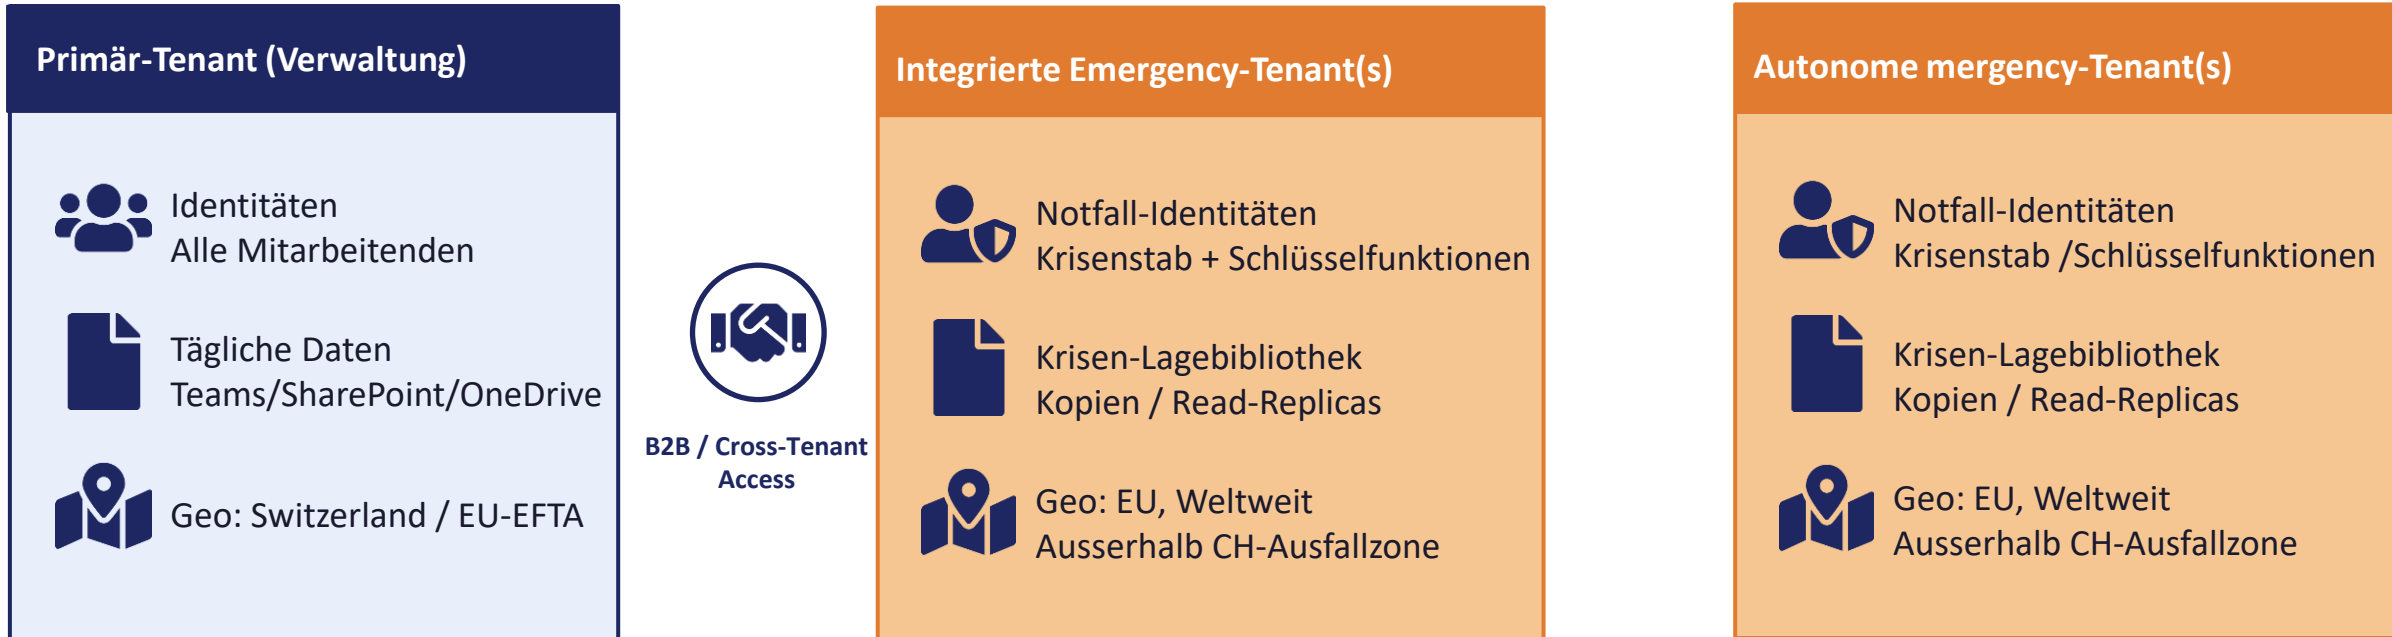 Primär-Tenant (Verwaltung)
Identitäten
Alle Mitarbeitenden
Tägliche Daten
Teams/SharePoint/OneDrive
Geo: Switzerland / EU-EFTA
B2B / Cross-Tenant
Access
Integrierte Emergency-Tenant(s)
Notfall-Identitäten
Krisenstab + Schlüsselfunktionen
Krisen-Lagebibliothek
Kopien / Read-Replicas
Geo: EU, Weltweit
Ausserhalb CH-Ausfallzone
Autonome mergency-Tenant(s)
Notfall-Identitäten
Krisenstab /Schlüsselfunktionen
Krisen-Lagebibliothek
Kopien / Read-Replicas
Geo: EU, Weltweit
Ausserhalb CH-Ausfallzone